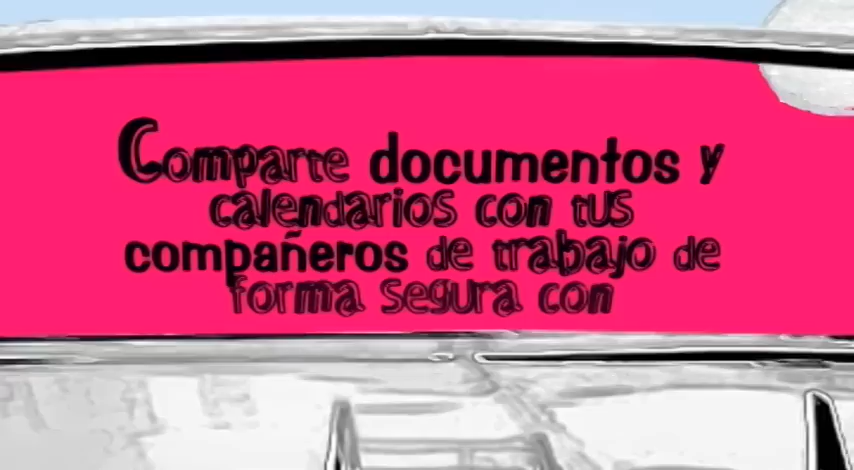 Comparte documentos y
calendarios con tus
compañeros de trabajo de
forma segura con